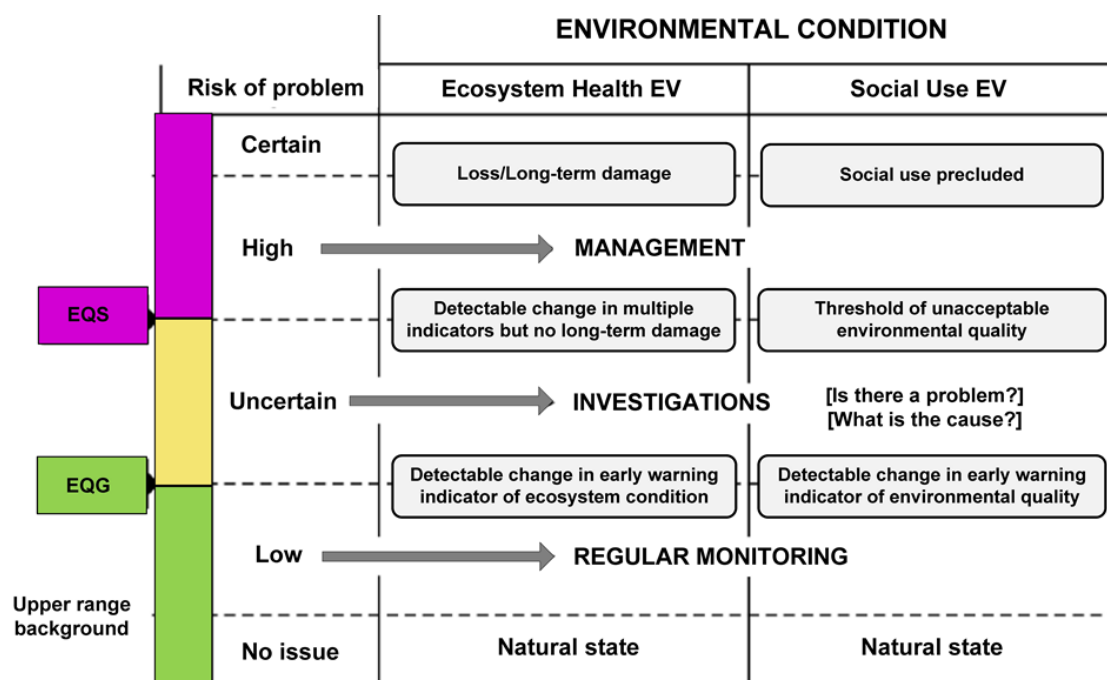 ENVIRONMENTAL CONDITION
Risk of problem
Ecosystem Health EV
Social Use EV
Certain
Loss/Long-term damage
Social use precluded
High
MANAGEMENT
EQS
Detectable change in multiple
indicators but no long-term damage
Threshold of unacceptable
environmental quality
Uncertain
INVESTIGATIONS
[Is there a problem?]
[What is the cause?]
EQG
Detectable change in early warning
indicator of ecosystem condition
Detectable change in early warning
indicator of environmental quality
Low
REGULAR MONITORING
Upper range
background
No issue
Natural state
Natural state